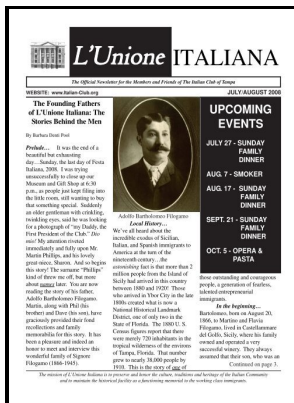 L'Unione ITALIANA
The Official Newsletter for the Members and Friends of The Italian Club of Tampa
WEBSITE: www.Italian-Club.org
JULY/AUGUST 2008
The Founding Fathers
of L'Unione Italiana: The
Stories Behind the Men
By Barbara Demi Post
Prelude… It was the end of a
beautiful but exhausting
day…Sunday, the last day of Festa
Italiana, 2008. I was trying
unsuccessfully to close up our
Museum and Gift Shop at 6:30
p.m., as people just kept filing into
the little room, still wanting to buy
that something special. Suddenly
an older gentleman with crinkling,
twinkling eyes, said he was looking
for a photograph of "my Daddy, the
First President of the Club." Dio
mio! My attention riveted
immediately and fully upon Mr.
Martin Phillips, and his lovely
great-niece, Sharon. And so begins
this story! The surname "Phillips"
kind of threw me off, but more
about names later. You are now
reading the story of his father,
Adolfo Bartholomeo Filogamo.
Martin, along with Phil (his
brother) and Dave (his son), have
graciously provided their fond
recollections and family
memorabilia for this story. It has
been a pleasure and indeed an
honor to meet and interview this
wonderful family of Signore
Filogamo (1866-1945).
Adolfo Bartholomeo Filogamo
Local History…
We've all heard about the
incredible exodus of Sicilian,
Italian, and Spanish immigrants to
America at the turn of the
nineteenth century…the
astonishing fact is that more than 2
million people from the Island of
Sicily had arrived in this country
between 1880 and 1920! Those
who arrived in Ybor City in the late
1800s created what is now a
National Historical Landmark
District, one of only two in the
State of Florida. The 1880 U. S.
Census figures report that there
were merely 720 inhabitants in the
tropical wilderness of the environs
of Tampa, Florida. That number
grew to nearly 38,000 people by
1910. This is the story of one of
UPCOMING
EVENTS
JULY 27 - SUNDAY
FAMILY
DINNER
AUG. 7 - SMOKER
AUG. 17 - SUNDAY
FAMILY
DINNER
SEPT. 21 - SUNDAY
FAMILY
DINNER
OCT. 5 - OPERA &
PASTA
those outstanding and courageous
people, a generation of fearless,
talented entrepreneurial
immigrants.
In the Beginning…
Bartolomeo, born on August 20,
1866, to Martino and Flavia
Filogamo, lived in Castellammare
del Golfo, Sicily, where his family
owned and operated a very
successful winery. They always
assumed that their son, who was an
Continued on page 3.
The mission of L'Unione Italiana is to preserve and honor the culture, traditions and heritage of the Italian Community
and to maintain the historical facility as a functioning memorial to the working class immigrants.